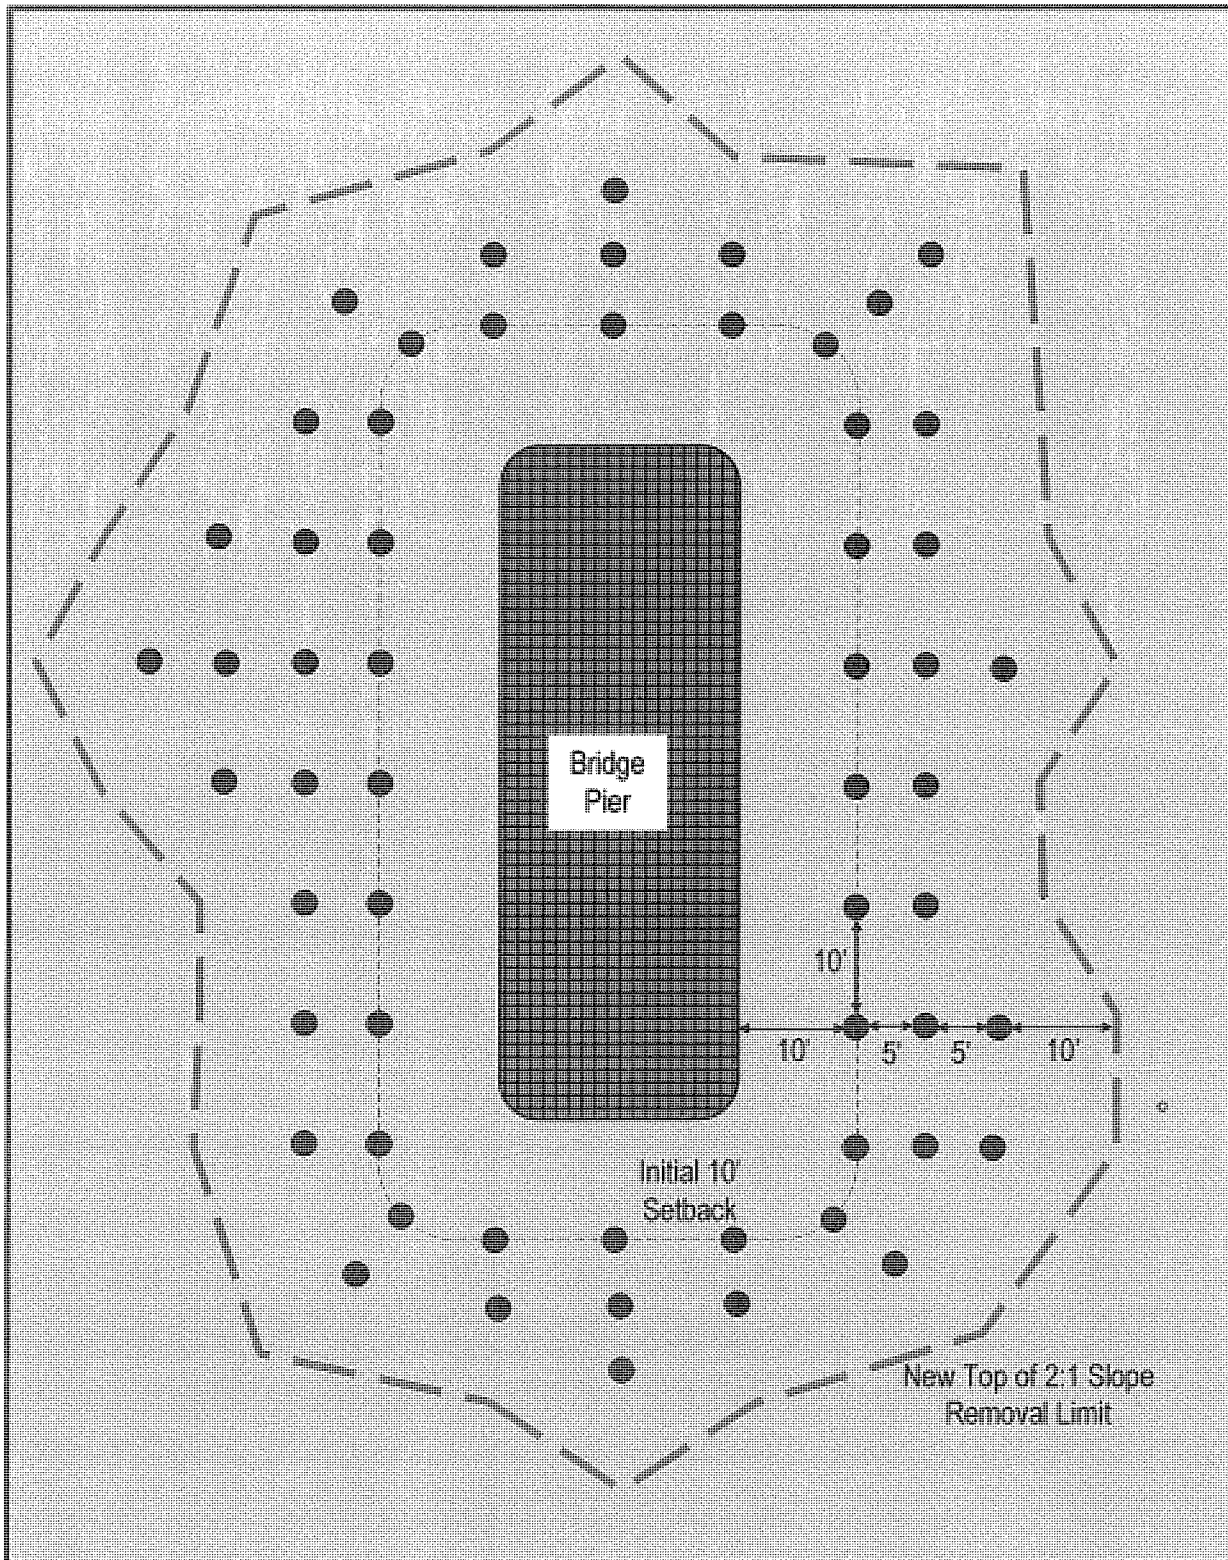 Bridge
Pier
10'
10'
5'
5'
10'
Initial 10'
Setback
New Top of 2:1 Slope
Removal Limit